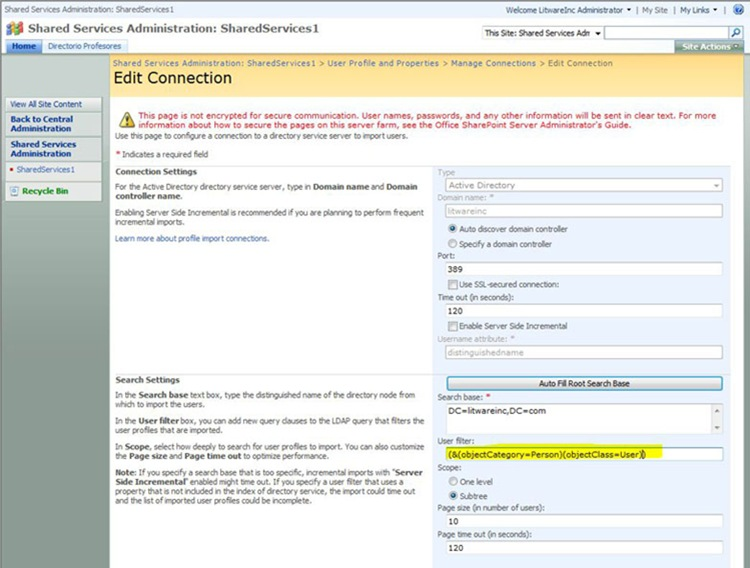 Shared Services Administration: SharedServices1
Welcome LitwareInc Administrator
My Site
My Links
Shared Services Administration: SharedServices1
This Site: Shared Services Adn
Home
Directorio Profesores
Site Actions
Shared Services Administration: SharedServices1 > User Profile and Properties > Manage Connections > Edit Connection
Edit Connection
View All Site Content
Back to Central
Administration
Shared Services
Administration
SharedServices1
Recycle Bin
This page is not encrypted for secure communication. User names, passwords, and any other information will be sent in clear text. For more
information about how to secure the pages on this server farm, see the Office SharePoint Server Administrator's Guide.
Use this page to configure a connection to a directory service server to import users.
* Indicates a required field
Connection Settings
For the Active Directory directory service server, type in Domain name and Domain
controller name.
Enabling Server Side Incremental is recommended if you are planning to perform frequent
incremental imports.
Learn more about profile import connections.
Type
Active Directory
Domain name: *
litwareinc
Auto discover domain controller
Specify a domain controller
Port:
389
Use SSL-secured connection:
Time out (in seconds):
120
Enable Server Side Incremental
Username attribute: *
distinguishedname
Search Settings
In the Search base text box, type the distinguished name of the directory node from
which to import the users.
In the User filter box, you can add new query clauses to the LDAP query that filters the
user profiles that are imported.
In Scope, select how deeply to search for user profiles to import. You can also customize
the Page size and Page time out to optimize performance.
Note: If you specify a search base that is too specific, incremental imports with "Server
Side Incremental" enabled might time out. If you specify a user filter that uses a
property that is not included in the index of directory service, the import could time out
and the list of imported user profiles could be incomplete.
Auto Fill Root Search Base
Search base: *
DC=litwareinc,DC=com
User filter:
(&(objectCategory=Person)(objectClass=User))
Scope:
One level
Subtree
Page size (in number of users):
10
Page time out (in seconds):
120